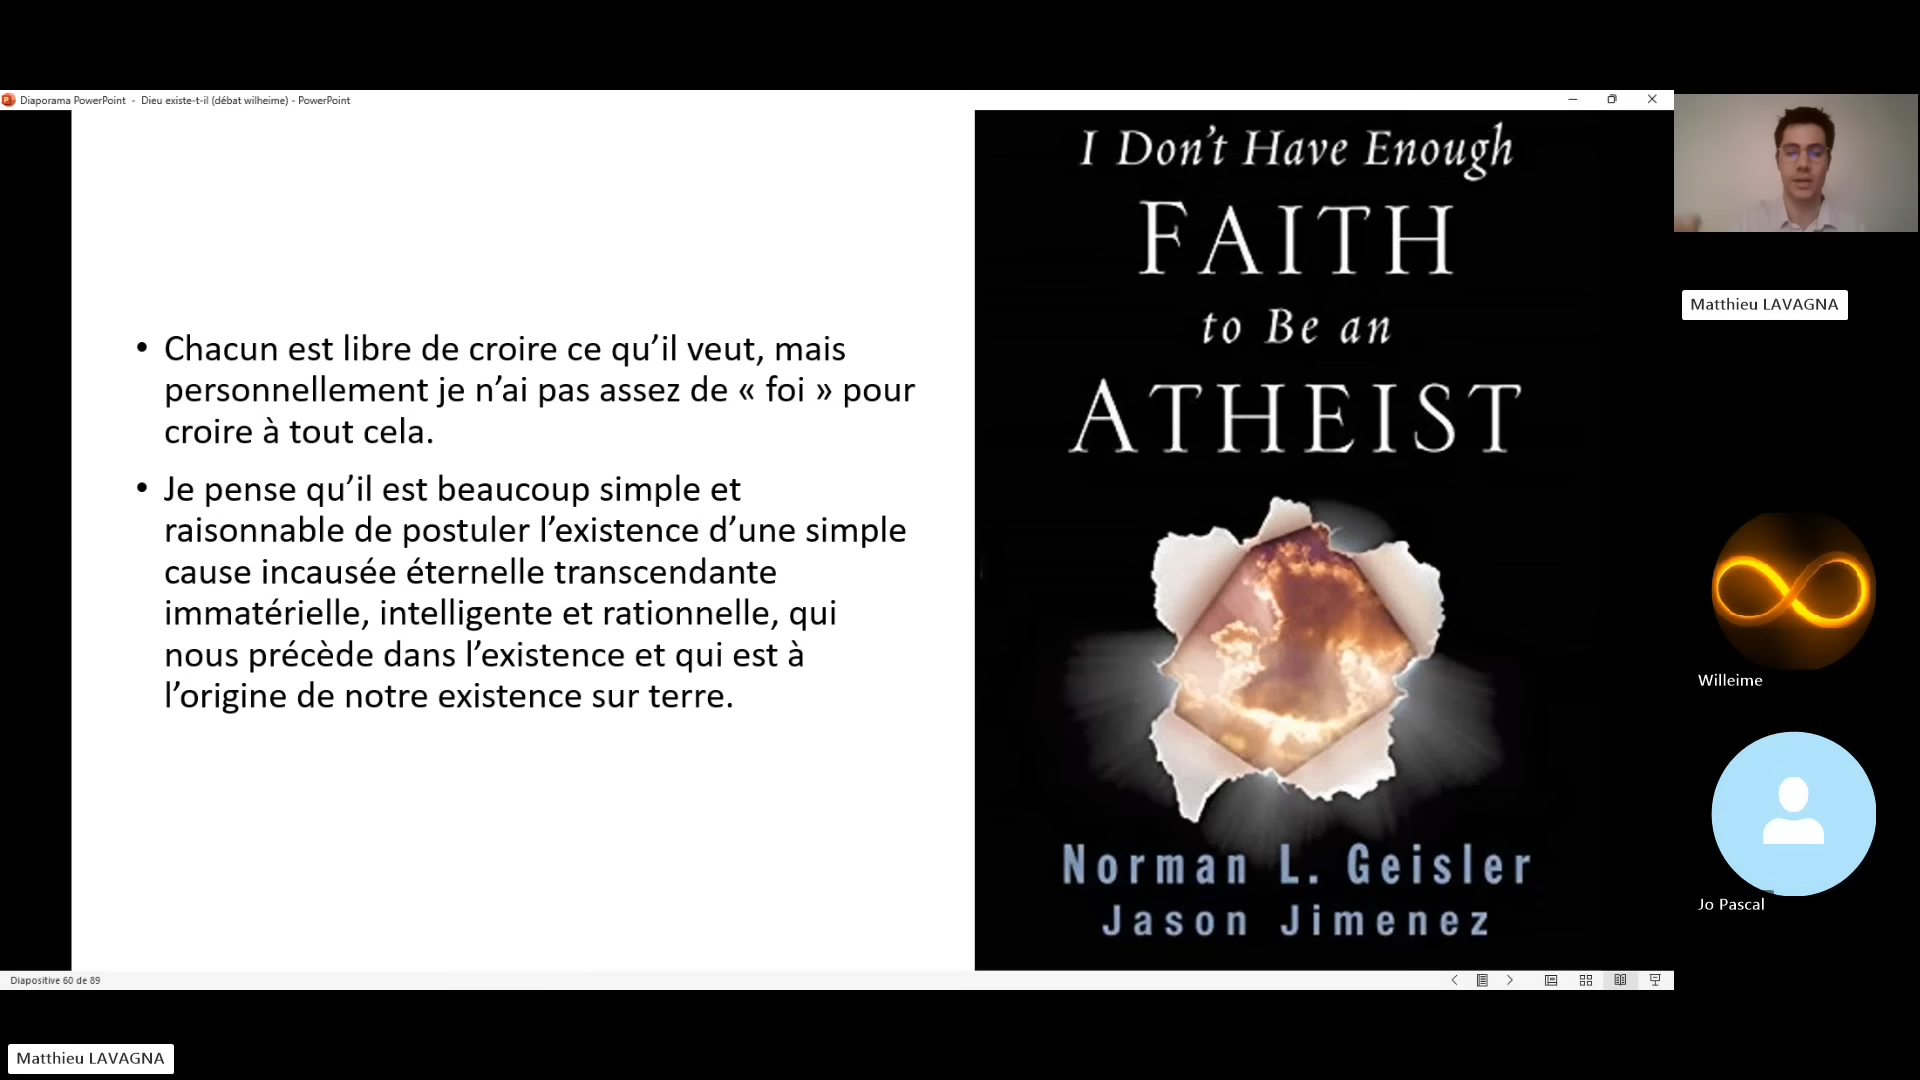 Diaporama PowerPoint - Dieu existe-t-il (débat wilheime) - PowerPoint
• Chacun est libre de croire ce qu’il veut, mais
personnellement je n’ai pas assez de « foi » pour
croire à tout cela.
• Je pense qu’il est beaucoup simple et
raisonnable de postuler l’existence d’une simple
cause incausée éternelle transcendante
immatérielle, intelligente et rationnelle, qui
nous précède dans l’existence et qui est à
l’origine de notre existence sur terre.
I Don’t Have Enough
FAITH
to Be an
ATHEIST
Norman L. Geisler
Jason Jimenez
Matthieu LAVAGNA
Willeime
Jo Pascal
Diapositive 60 de 89
Matthieu LAVAGNA